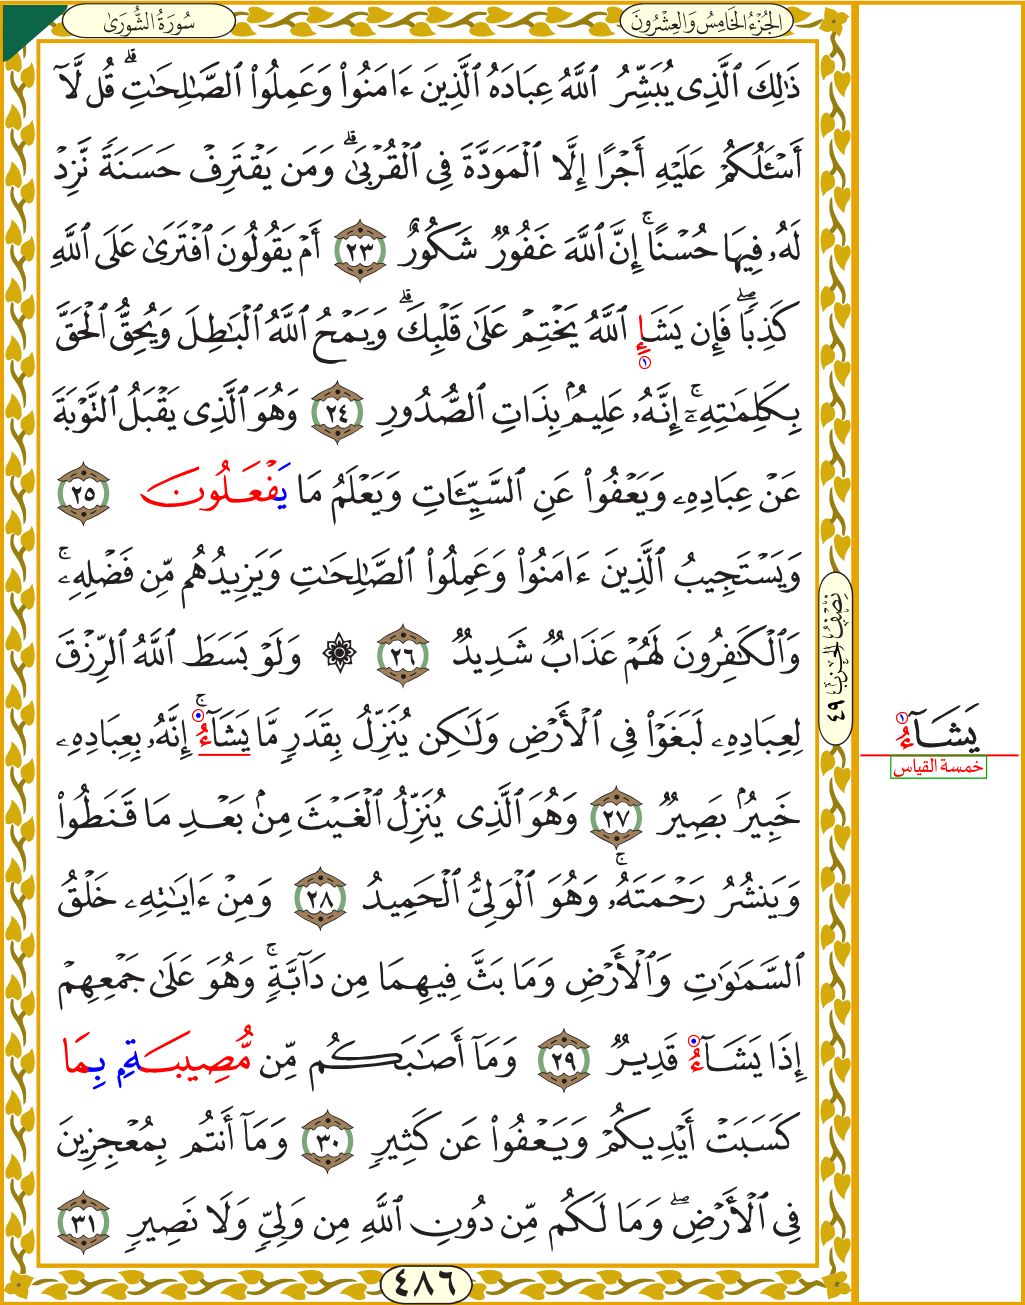 الجُزْءُ الخَامِسُ وَالعِشْرُونَ
سُورَةُ الشُّورَىٰ
ذَٰلِكَ ٱلَّذِى يُبَشِّرُ ٱللَّهُ عِبَادَهُ ٱلَّذِينَ ءَامَنُوا۟ وَعَمِلُوا۟ ٱلصَّـٰلِحَـٰتِ ۗ قُل لَّآ
أَسْـَٔلُكُمْ عَلَيْهِ أَجْرًا إِلَّا ٱلْمَوَدَّةَ فِى ٱلْقُرْبَىٰ ۗ وَمَن يَقْتَرِفْ حَسَنَةً نَّزِدْ
لَهُۥ فِيهَا حُسْنًا ۚ إِنَّ ٱللَّهَ غَفُورٌ شَكُورٌ ٢٣ أَمْ يَقُولُونَ ٱفْتَرَىٰ عَلَى ٱللَّهِ
كَذِبًا ۖ فَإِن يَشَإِ ١ ٱللَّهُ يَخْتِمْ عَلَىٰ قَلْبِكَ ۗ وَيَمْحُ ٱللَّهُ ٱلْبَـٰطِلَ وَيُحِقُّ ٱلْحَقَّ
بِكَلِمَـٰتِهِۦٓ ۚ إِنَّهُۥ عَلِيمٌۢ بِذَاتِ ٱلصُّدُورِ ٢٤ وَهُوَ ٱلَّذِى يَقْبَلُ ٱلتَّوْبَةَ
عَنْ عِبَادِهِۦ وَيَعْفُوا۟ عَنِ ٱلسَّيِّـَٔاتِ وَيَعْلَمُ مَا يَفْعَلُونَ ٢٥
وَيَسْتَجِيبُ ٱلَّذِينَ ءَامَنُوا۟ وَعَمِلُوا۟ ٱلصَّـٰلِحَـٰتِ وَيَزِيدُهُم مِّن فَضْلِهِۦ ۚ
وَٱلْكَـٰفِرُونَ لَهُمْ عَذَابٌ شَدِيدٌ ٢٦ ۞ وَلَوْ بَسَطَ ٱللَّهُ ٱلرِّزْقَ
لِعِبَادِهِۦ لَبَغَوْا۟ فِى ٱلْأَرْضِ وَلَـٰكِن يُنَزِّلُ بِقَدَرٍ مَّا يَشَآءُ ۚ إِنَّهُۥ بِعِبَادِهِۦ
خَبِيرٌۢ بَصِيرٌ ٢٧ وَهُوَ ٱلَّذِى يُنَزِّلُ ٱلْغَيْثَ مِنۢ بَعْدِ مَا قَنَطُوا۟
وَيَنشُرُ رَحْمَتَهُۥ ۚ وَهُوَ ٱلْوَلِىُّ ٱلْحَمِيدُ ٢٨ وَمِنْ ءَايَـٰتِهِۦ خَلْقُ
ٱلسَّمَـٰوَٰتِ وَٱلْأَرْضِ وَمَا بَثَّ فِيهِمَا مِن دَآبَّةٍ ۚ وَهُوَ عَلَىٰ جَمْعِهِمْ
إِذَا يَشَآءُ قَدِيرٌ ٢٩ وَمَآ أَصَـٰبَكُم مِّن مُّصِيبَةٍۢ بِمَا
كَسَبَتْ أَيْدِيكُمْ وَيَعْفُوا۟ عَن كَثِيرٍ ٣٠ وَمَآ أَنتُم بِمُعْجِزِينَ
فِى ٱلْأَرْضِ ۖ وَمَا لَكُم مِّن دُونِ ٱللَّهِ مِن وَلِىٍّ وَلَا نَصِيرٍ ٣١
نِصْفُ الحِزْبِ ٤٩
يَشَآءُ ١
خمسة القياس
٤٨٦